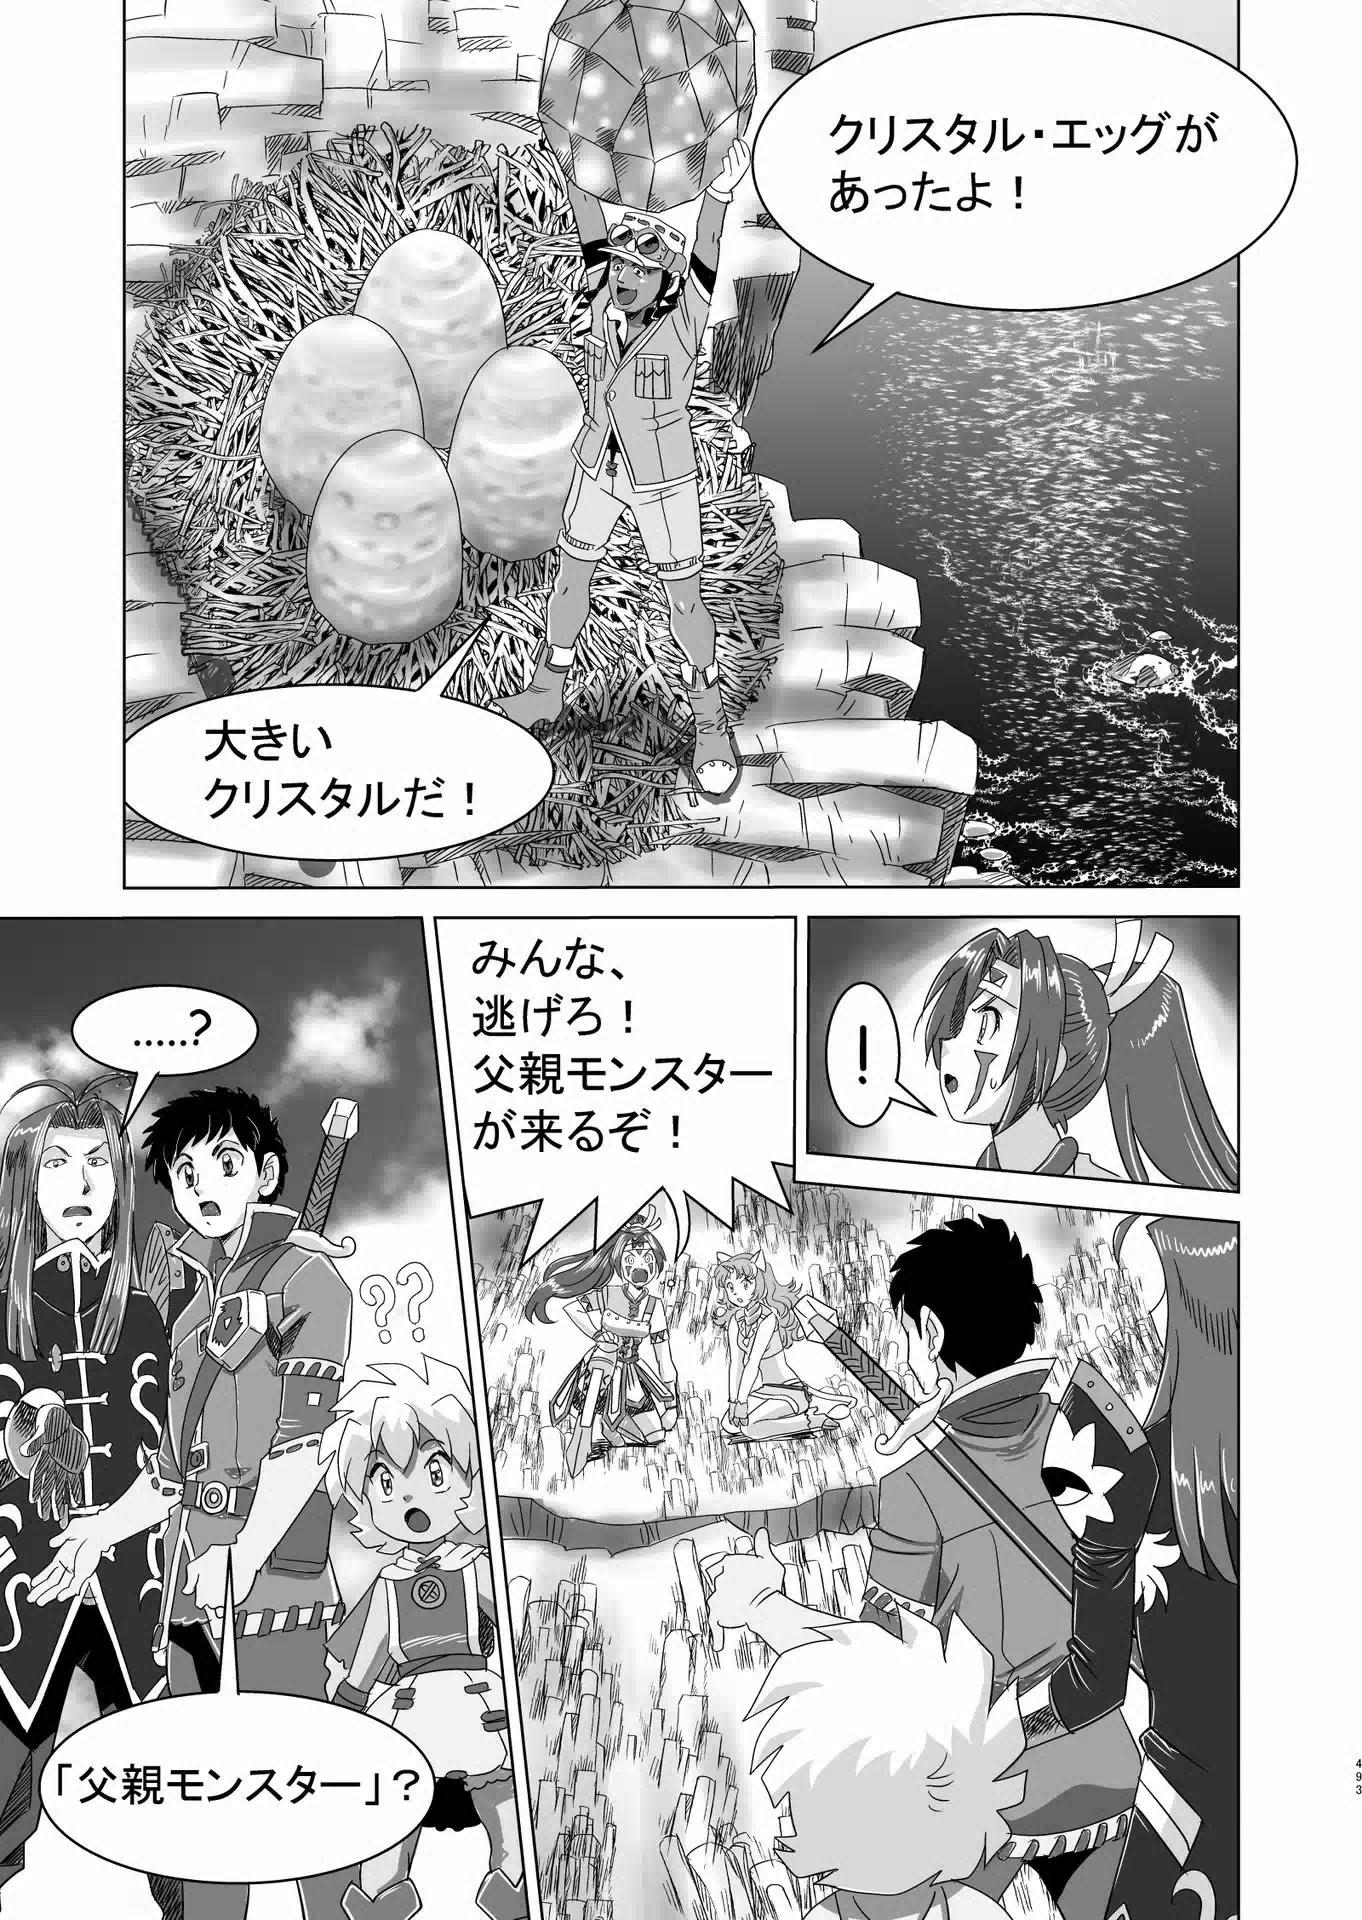 クリスタル・エッグが
あったよ！
大きい
クリスタルだ！
！
みんな、
逃げろ！
父親モンスター
が来るぞ！
.....?
??
「父親モンスター」？
493